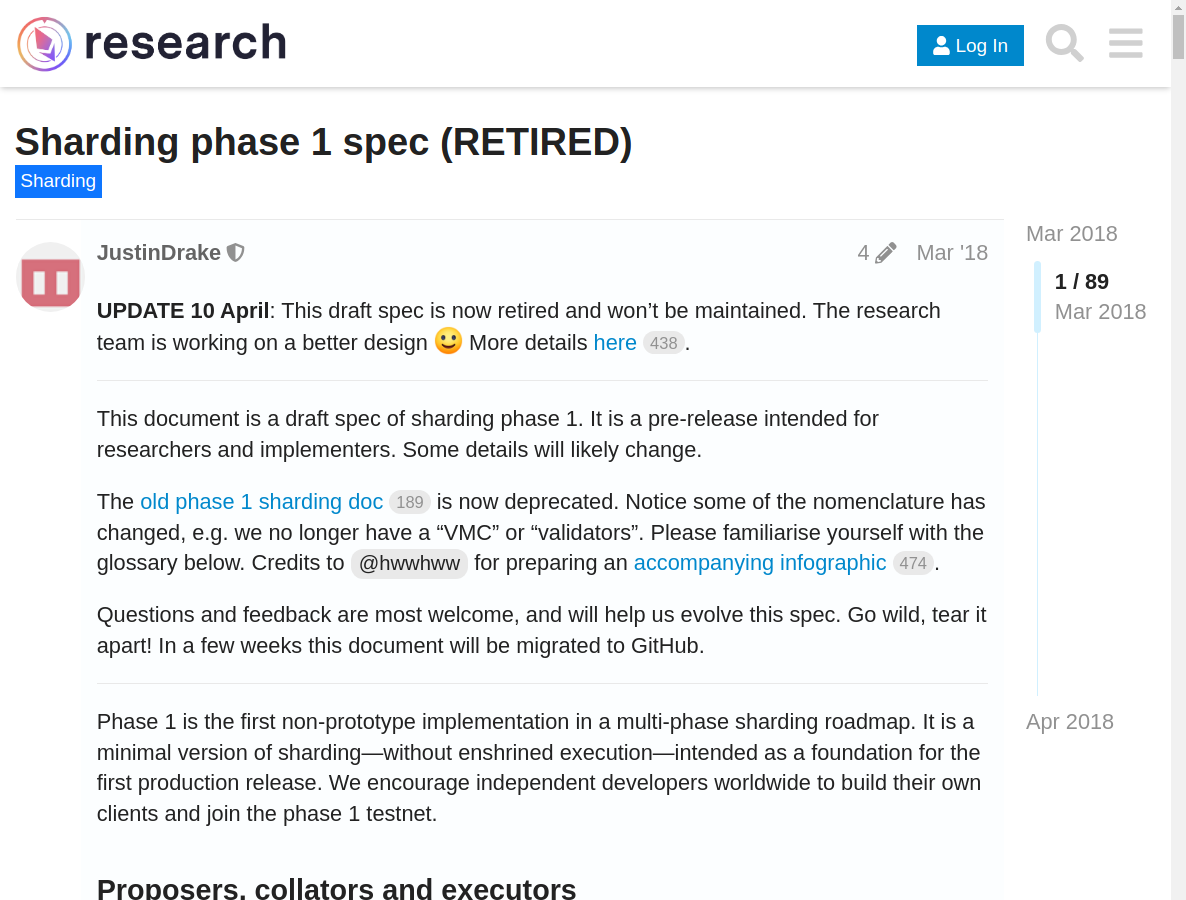 research
Log In
Sharding phase 1 spec (RETIRED)
Sharding
Mar 2018
JustinDrake 4 Mar '18
1 / 89
Mar 2018
UPDATE 10 April: This draft spec is now retired and won’t be maintained. The research
team is working on a better design 🙂 More details here 438.
This document is a draft spec of sharding phase 1. It is a pre-release intended for
researchers and implementers. Some details will likely change.
The old phase 1 sharding doc 189 is now deprecated. Notice some of the nomenclature has
changed, e.g. we no longer have a “VMC” or “validators”. Please familiarise yourself with the
glossary below. Credits to @hwwhww for preparing an accompanying infographic 474.
Questions and feedback are most welcome, and will help us evolve this spec. Go wild, tear it
apart! In a few weeks this document will be migrated to GitHub.
Phase 1 is the first non-prototype implementation in a multi-phase sharding roadmap. It is a
minimal version of sharding—without enshrined execution—intended as a foundation for the
first production release. We encourage independent developers worldwide to build their own
clients and join the phase 1 testnet.
Apr 2018
Proposers, collators and executors